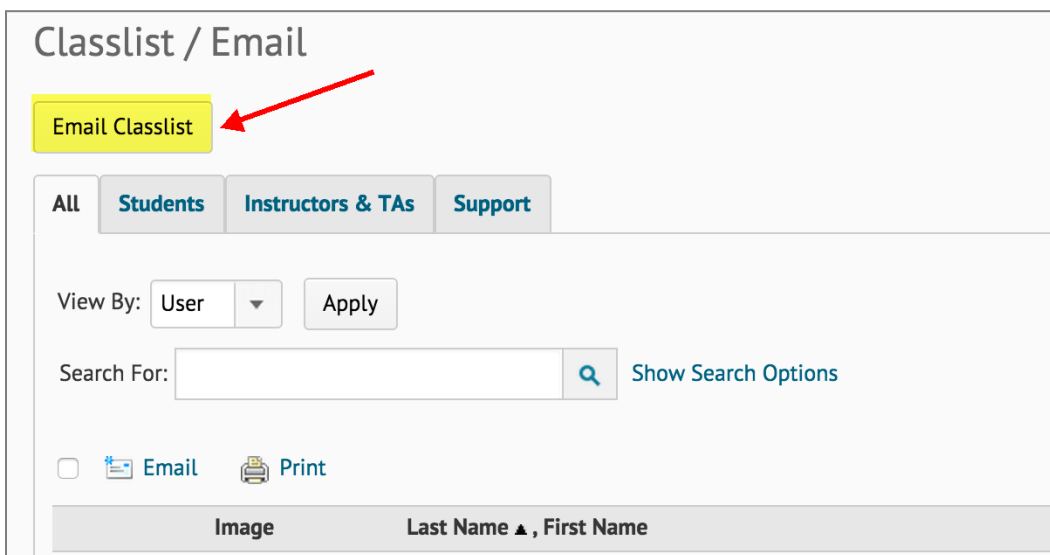 Classlist / Email
Email Classlist
All Students Instructors & TAs Support
View By: User Apply
Search For: Show Search Options
Email Print
Image Last Name , First Name